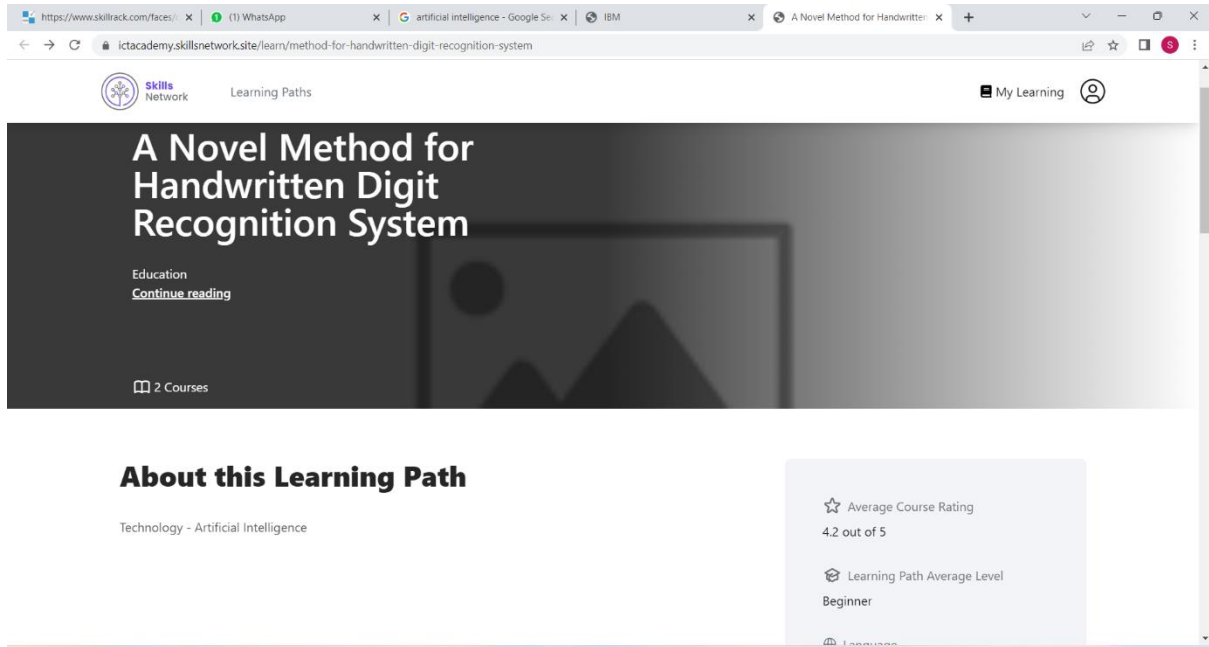 https://www.skillrack.com/faces/
(1) WhatsApp
artificial intelligence - Google Se
IBM
A Novel Method for Handwritten
ictacademy.skillsnetwork.site/learn/method-for-handwritten-digit-recognition-system
S
Skills
Network
Learning Paths
My Learning
A Novel Method for
Handwritten Digit
Recognition System
Education
Continue reading
2 Courses
About this Learning Path
Technology - Artificial Intelligence
Average Course Rating
4.2 out of 5
Learning Path Average Level
Beginner
Language